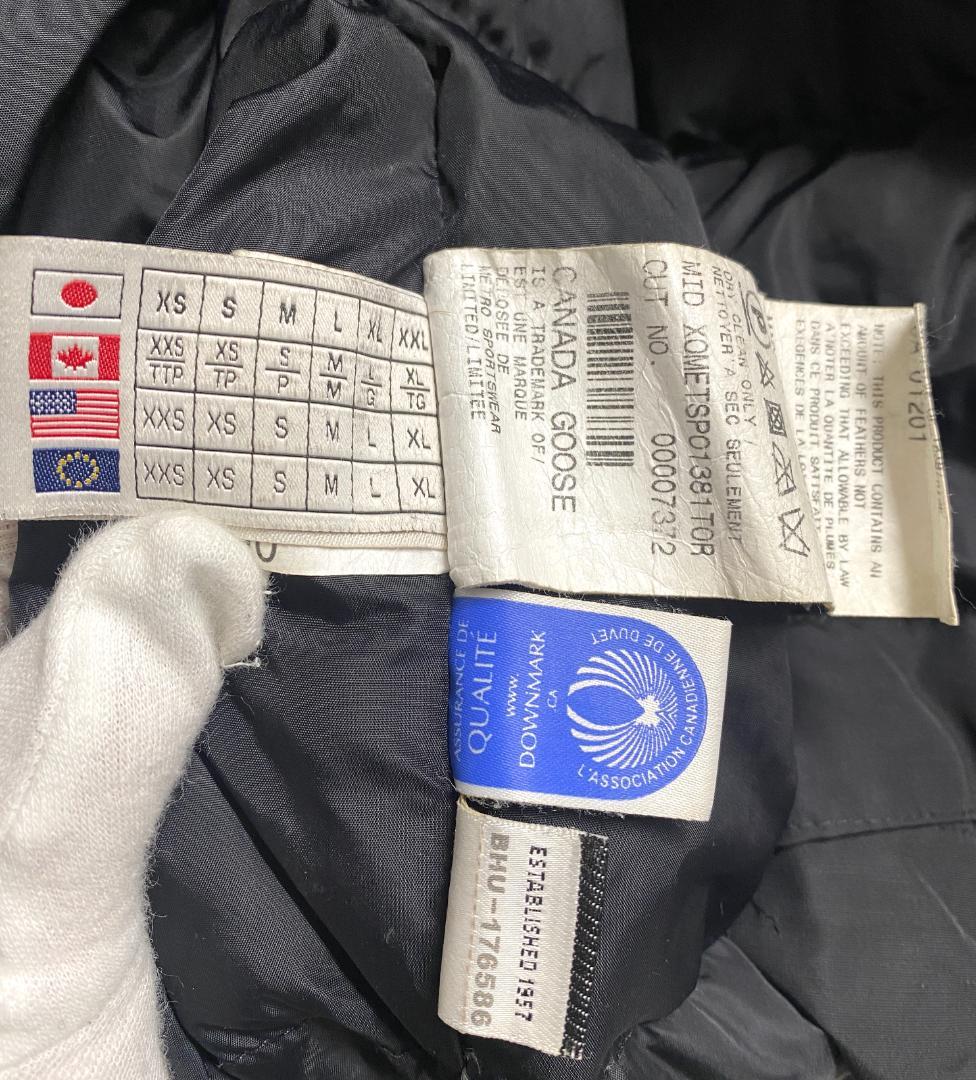 XS S M L XL XXL
XXS XS S M L XL
TTP TP P M G TG
XXS XS S M L XL
XXS XS S M L XL
LIMITED/LIMITEE
METRO SPORTSWEAR
DEPOSEE DE
EST UNE MARQUE
IS A TRADEMARK OF/
CANADA GOOSE
CUT NO. 00007372
MID XOMETSP01381TOR
NETTOYER A SEC SEULEMENT
DRY CLEAN ONLY /
01201
NOTE: THIS PRODUCT CONTAINS AN
AMOUNT OF FEATHERS NOT
EXCEEDING THAT ALLOWABLE BY LAW
A NOTER LA QUANTITE DE PLUMES
DANS CE PRODUIT SATISFAIT
EXIGENCES DE LA
ASSURANCE DE
QUALITÉ
www.
DOWNMARK
CA
L'ASSOCIATION CANADIENNE DE DUVET
ESTABLISHED 1957
BHU-176586